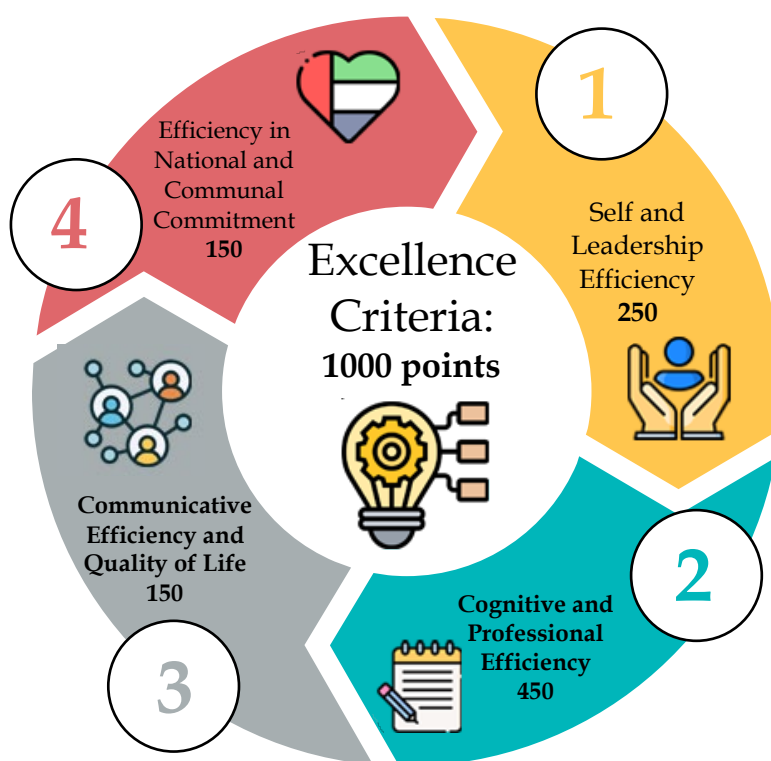 Excellence
Criteria:
1000 points
1
Self and
Leadership
Efficiency
250
2
Cognitive and
Professional
Efficiency
450
3
Communicative
Efficiency and
Quality of Life
150
4
Efficiency in
National and
Communal
Commitment
150